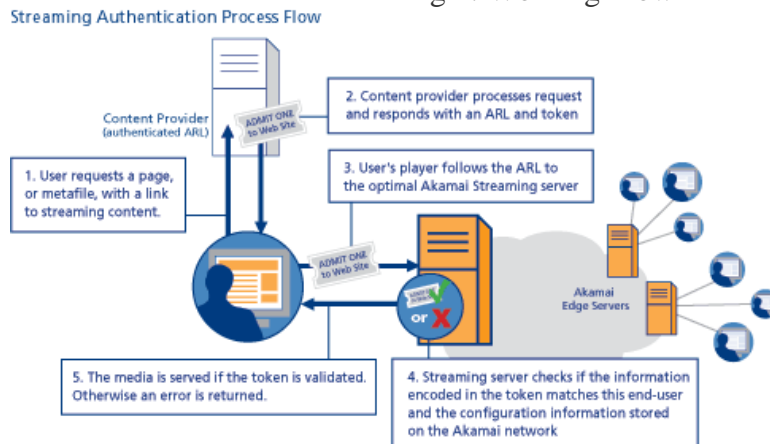 Streaming Authentication Process Flow
Content Provider
(authenticated ARL)
ADMIT ONE
to Web Site
2. Content provider processes request
and responds with an ARL and token
1. User requests a page,
or metafile, with a link
to streaming content.
3. User's player follows the ARL to
the optimal Akamai Streaming server
ADMIT ONE
to Web Site
or X
Akamai
Edge Servers
5. The media is served if the token is validated.
Otherwise an error is returned.
4. Streaming server checks if the information
encoded in the token matches this end-user
and the configuration information stored
on the Akamai network